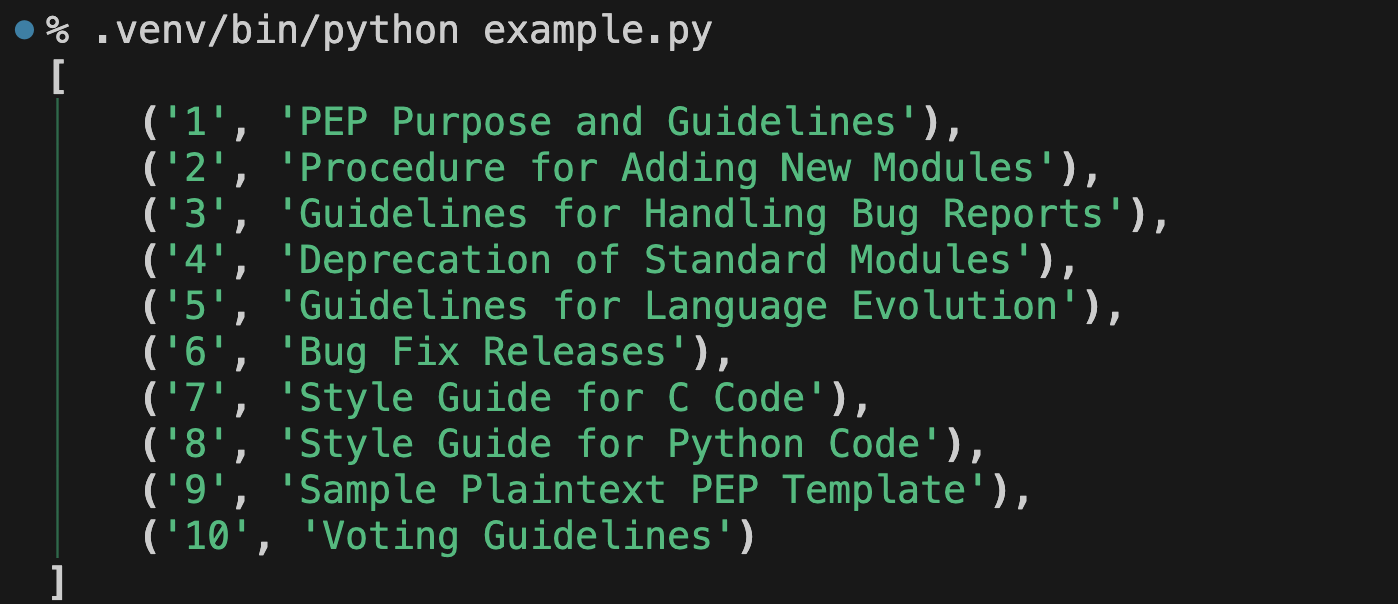 % .venv/bin/python example.py
[
    ('1', 'PEP Purpose and Guidelines'),
    ('2', 'Procedure for Adding New Modules'),
    ('3', 'Guidelines for Handling Bug Reports'),
    ('4', 'Deprecation of Standard Modules'),
    ('5', 'Guidelines for Language Evolution'),
    ('6', 'Bug Fix Releases'),
    ('7', 'Style Guide for C Code'),
    ('8', 'Style Guide for Python Code'),
    ('9', 'Sample Plaintext PEP Template'),
    ('10', 'Voting Guidelines')
]